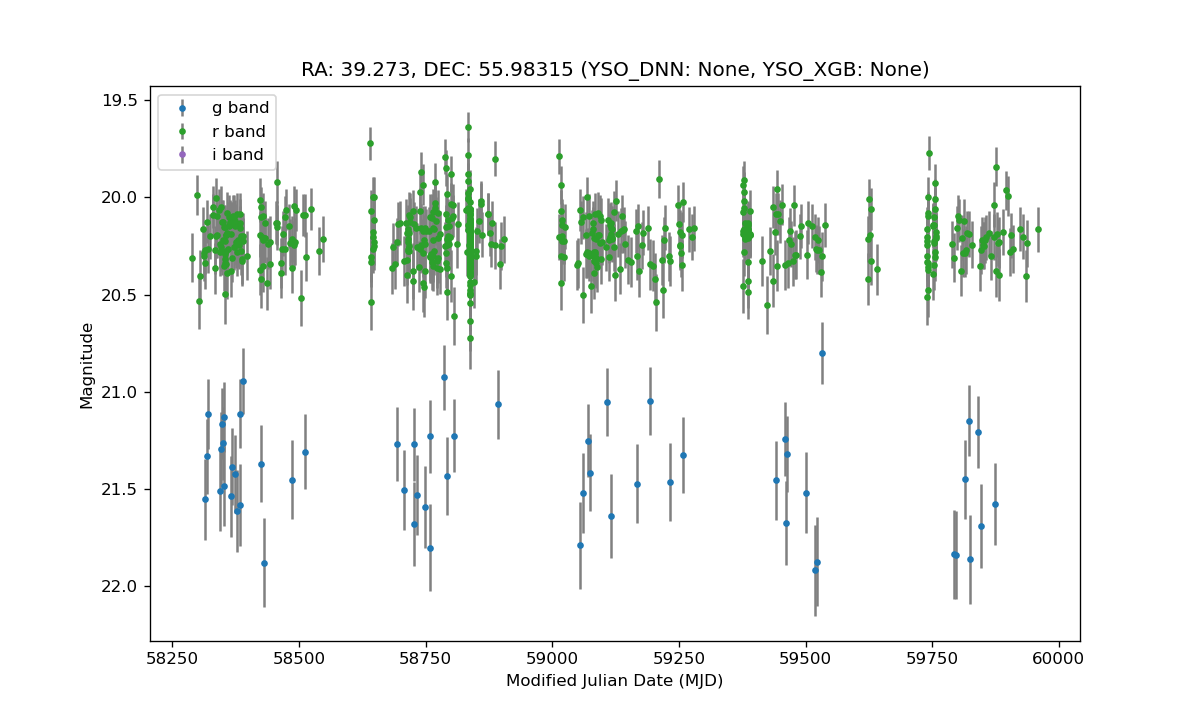 RA: 39.273, DEC: 55.98315 (YSO_DNN: None, YSO_XGB: None)
g band
r band
i band
19.5
20.0
20.5
21.0
21.5
22.0
Magnitude
58250 58500 58750 59000 59250 59500 59750 60000
Modified Julian Date (MJD)